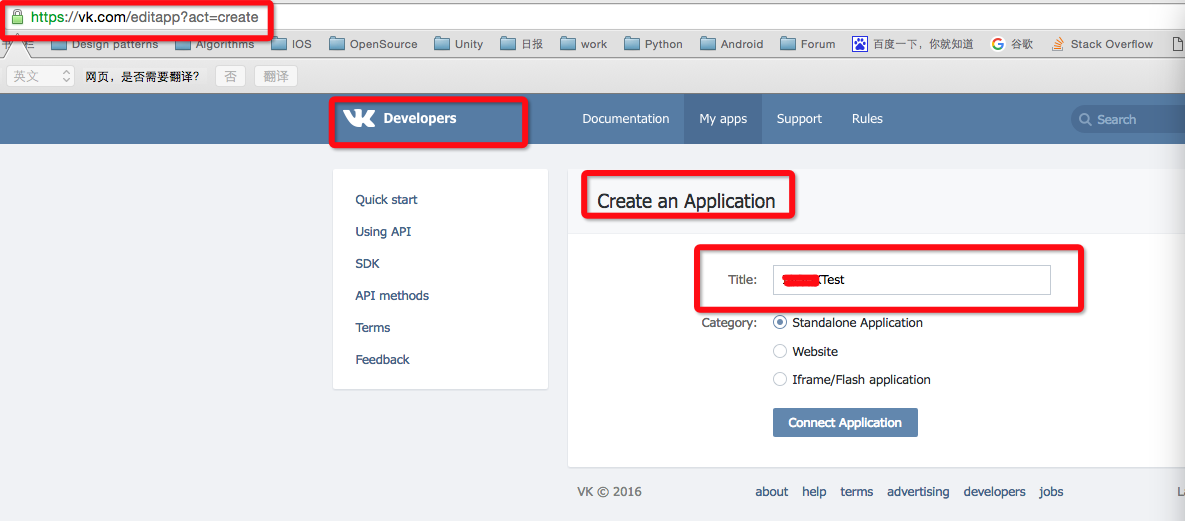 https://vk.com/editapp?act=create
Design patterns Algorithms IOS OpenSource Unity 日报 work Python Android Forum 百度一下，你就知道 谷歌 Stack Overflow
英文 网页，是否需要翻译？ 否 翻译
VK Developers Documentation My apps Support Rules Search
Quick start
Using API
SDK
API methods
Terms
Feedback
Create an Application
Title: Test
Category: Standalone Application
Website
Iframe/Flash application
Connect Application
VK © 2016 about help terms advertising developers jobs